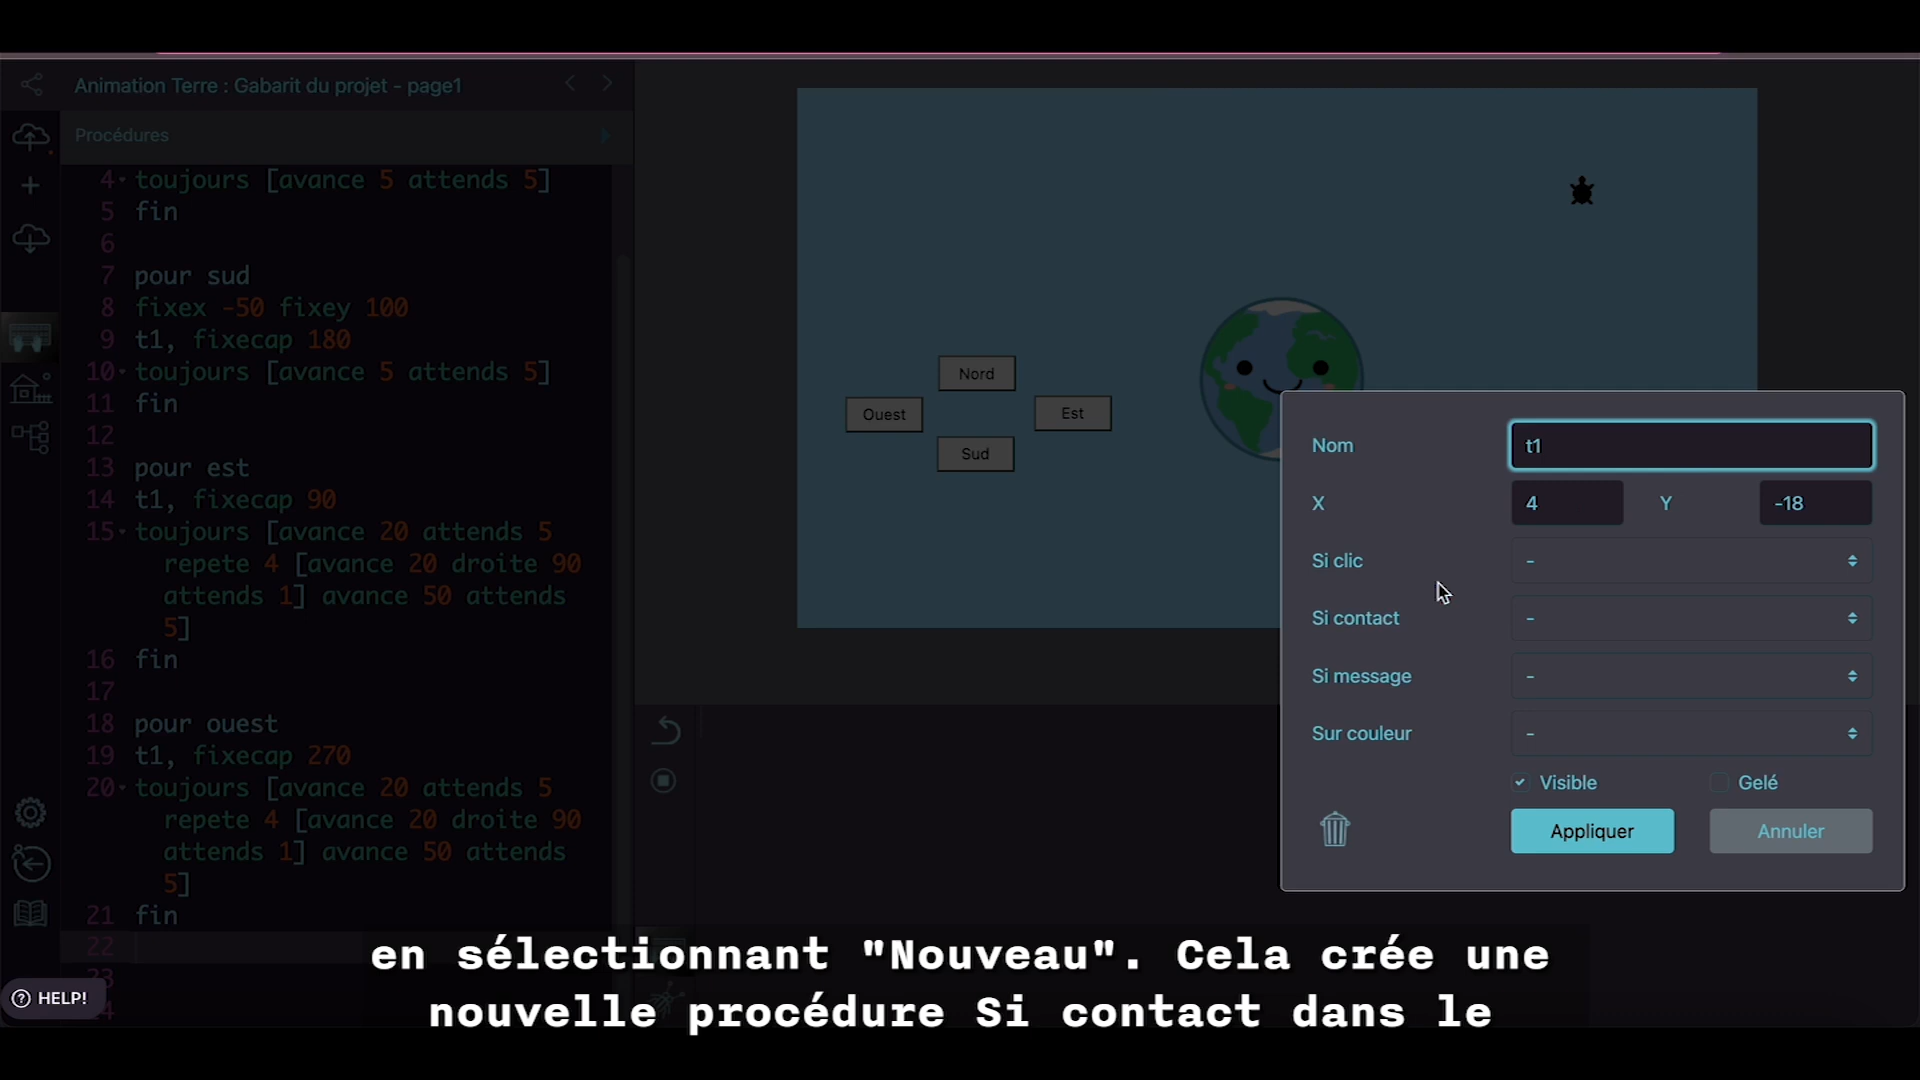 Animation Terre : Gabarit du projet - page1
Procédures
4 toujours [avance 5 attends 5]
5 fin
6
7 pour sud
8 fixex -50 fixey 100
9 t1, fixecap 180
10 toujours [avance 5 attends 5]
11 fin
12
13 pour est
14 t1, fixecap 90
15 toujours [avance 20 attends 5
repete 4 [avance 20 droite 90
attends 1] avance 50 attends
5]
16 fin
17
18 pour ouest
19 t1, fixecap 270
20 toujours [avance 20 attends 5
repete 4 [avance 20 droite 90
attends 1] avance 50 attends
5]
21 fin
22
23
HELP!
Nord
Ouest
Est
Sud
Nom t1
X 4 Y -18
Si clic -
Si contact -
Si message -
Sur couleur -
Visible Gelé
Appliquer Annuler
en sélectionnant "Nouveau". Cela crée une
nouvelle procédure Si contact dans le